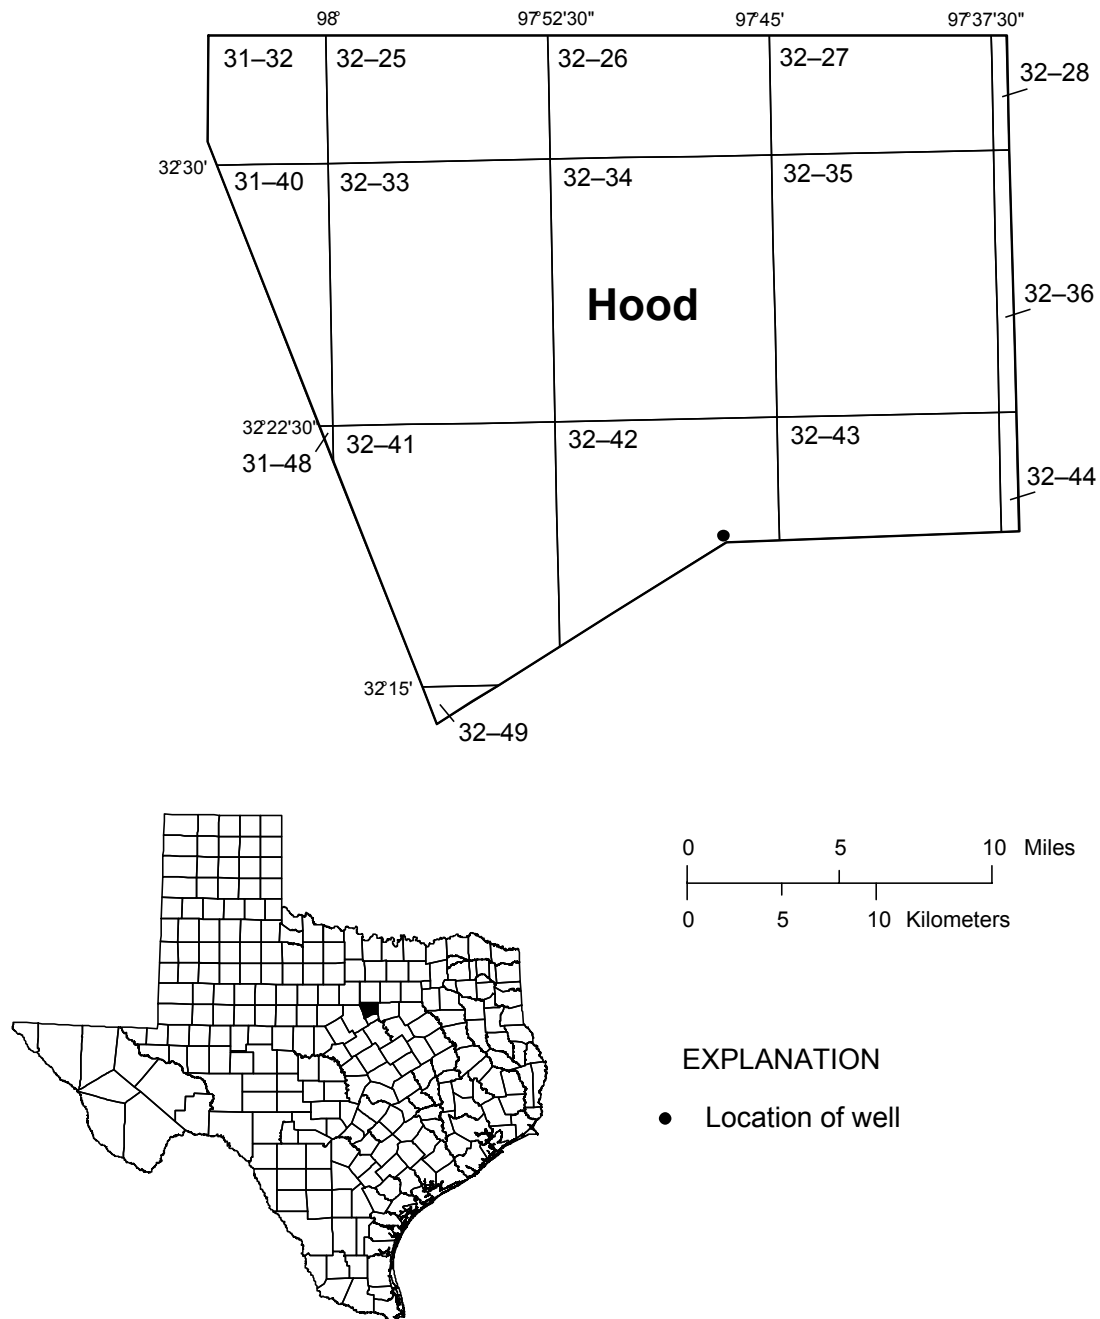 98° 97°52'30" 97°45' 97°37'30"
31–32 32–25 32–26 32–27
32–28
32°30'
31–40 32–33 32–34 32–35
Hood
32–36
32°22'30"
31–48
32–41 32–42 32–43
32–44
32°15'
32–49
0 5 10 Miles
0 5 10 Kilometers
EXPLANATION
Location of well